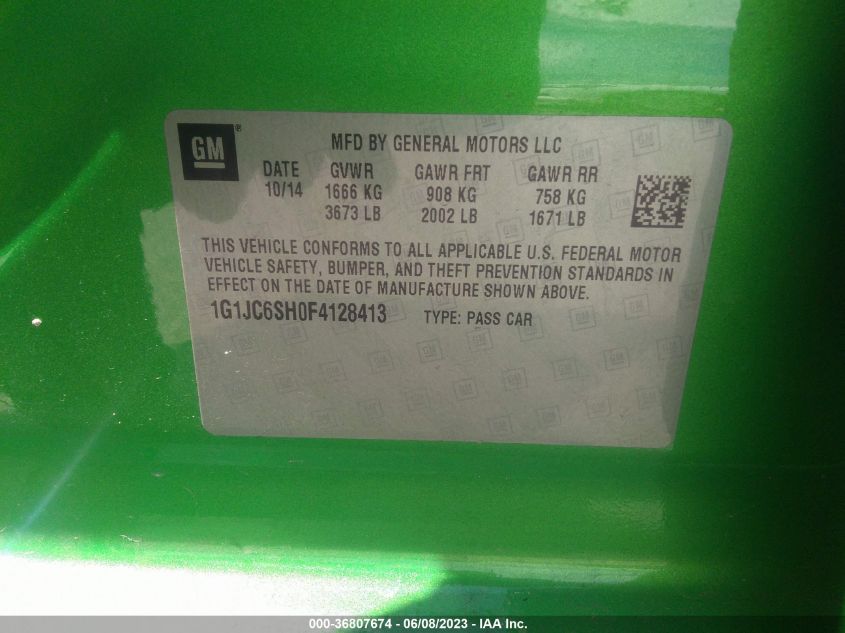 GM®
MFD BY GENERAL MOTORS LLC
DATE GVWR GAWR FRT GAWR RR
10/14 1666 KG 908 KG 758 KG
3673 LB 2002 LB 1671 LB
THIS VEHICLE CONFORMS TO ALL APPLICABLE U.S. FEDERAL MOTOR
VEHICLE SAFETY, BUMPER, AND THEFT PREVENTION STANDARDS IN
EFFECT ON THE DATE OF MANUFACTURE SHOWN ABOVE.
1G1JC6SH0F4128413 TYPE: PASS CAR
000-36807674 - 06/08/2023 - IAA Inc.